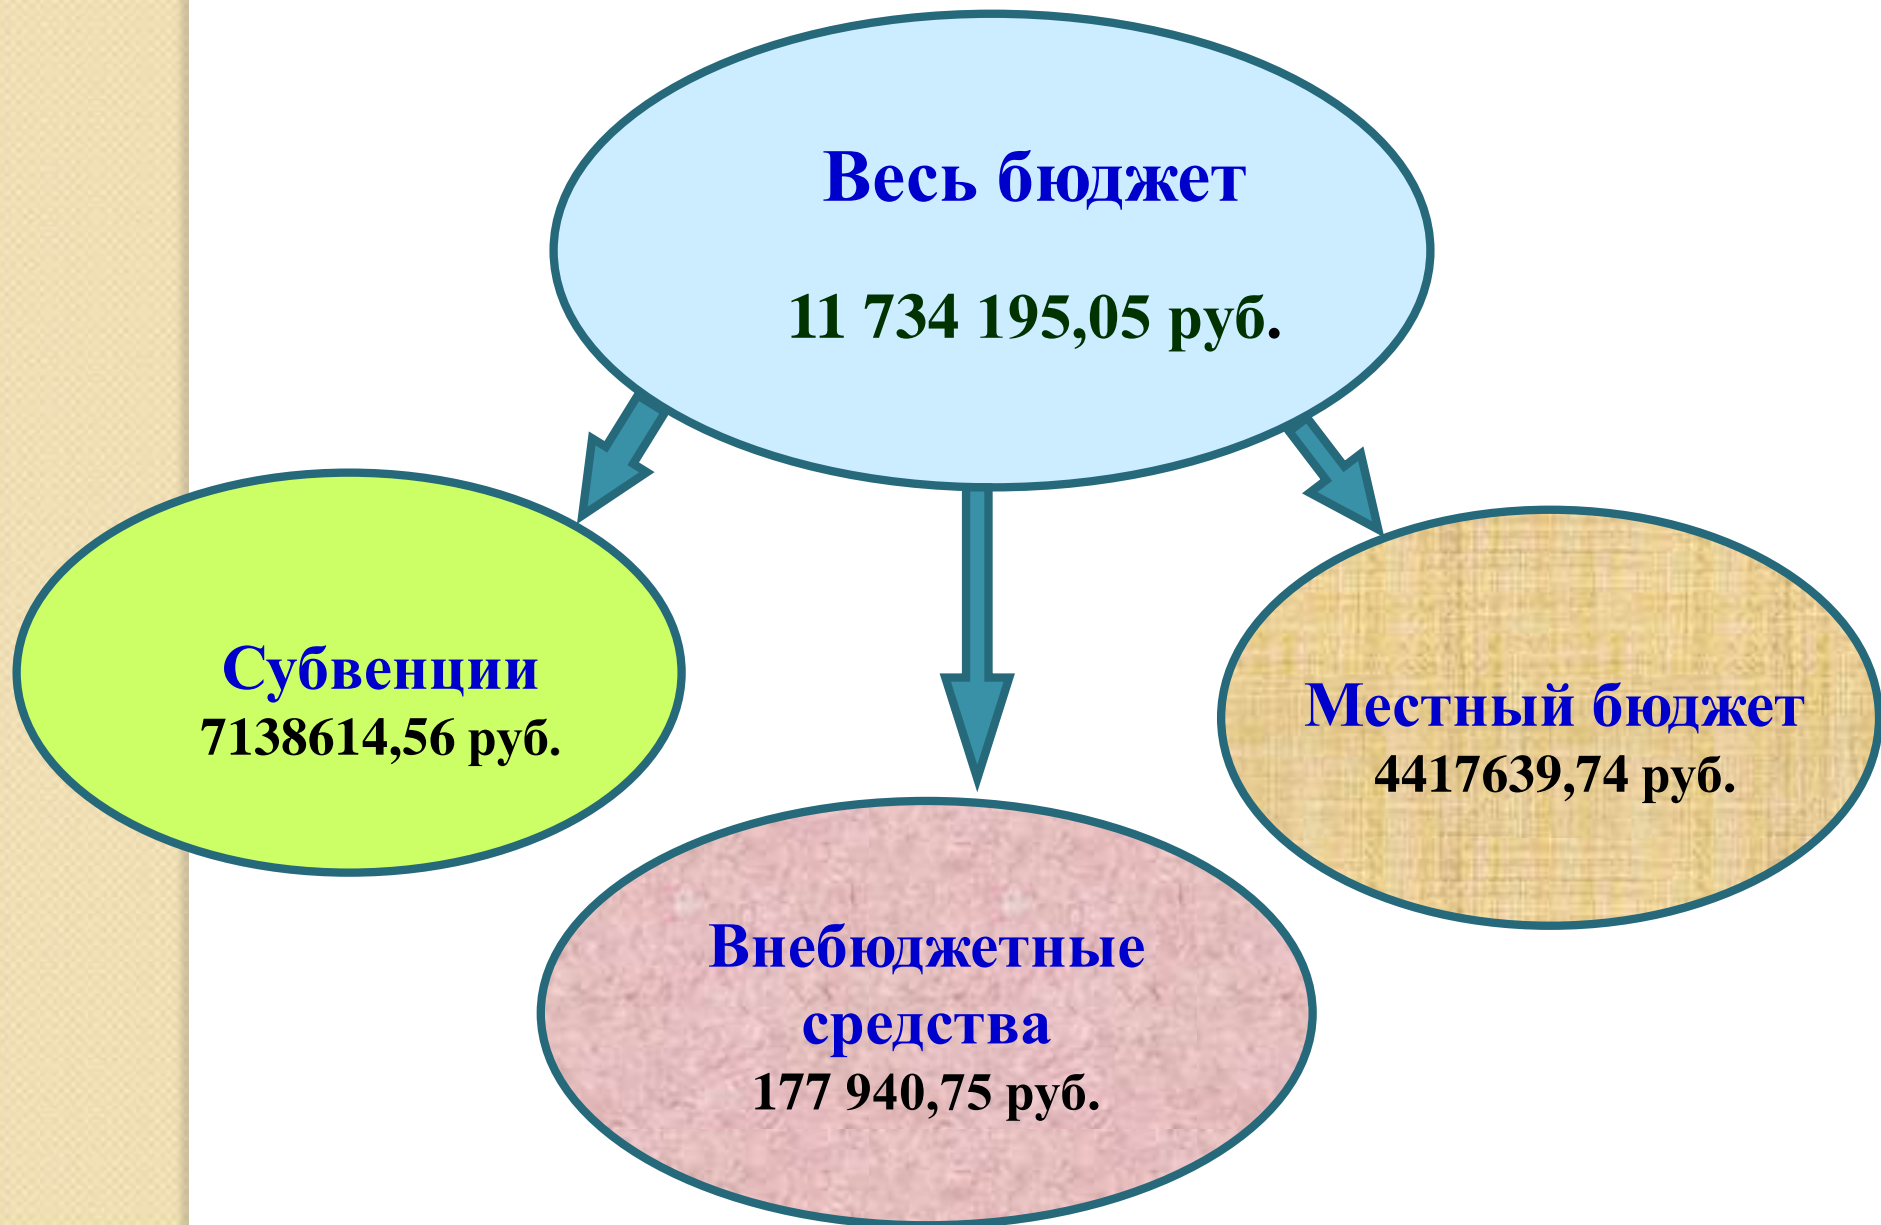 Весь бюджет
11 734 195,05 руб.
Субвенции
7138614,56 руб.
Местный бюджет
4417639,74 руб.
Внебюджетные
средства
177 940,75 руб.